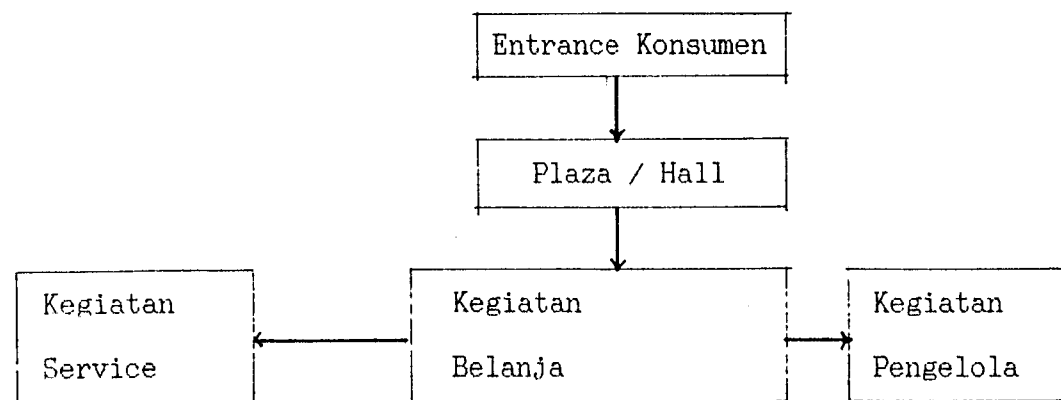 Entrance Konsumen
Plaza / Hall
Kegiatan
Service
Kegiatan
Belanja
Kegiatan
Pengelola